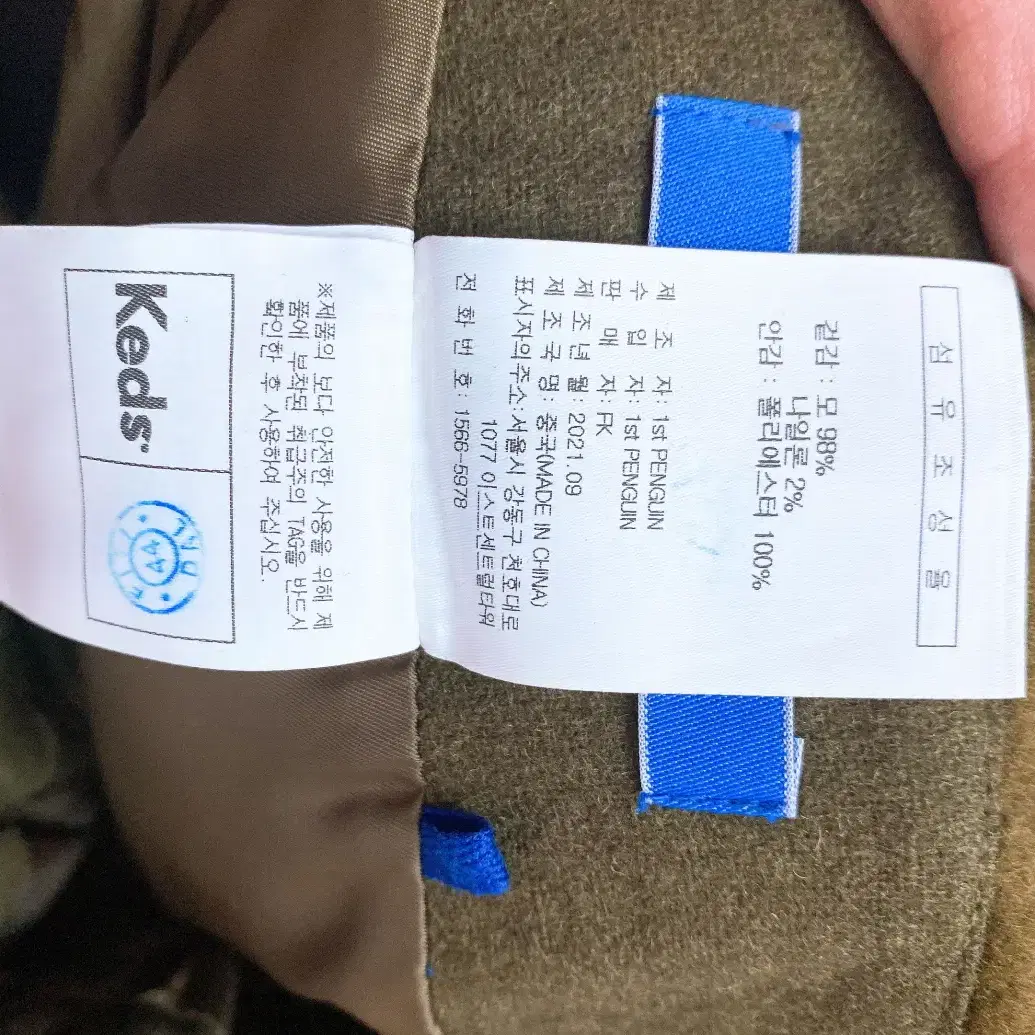 섬 유 조 성 율
겉감 : 모 98%
나일론 2%
안감 : 폴리에스터 100%
제 조 자: 1st PENGUIN
수 입 자: 1st PENGUIN
판 매 자: FK
제 조 년 월: 2021.09
제 조 국 명: 중국(MADE IN CHINA)
표시자의주소:서울시 강동구 천호대로
1077 이스트센트럴타워
전 화 번 호: 1566-5978
※제품의 보다 안전한 사용을 위해 제
품에 부착된 취급주의 TAG을 반드시
확인한 후 사용하여 주십시오.
Keds
44